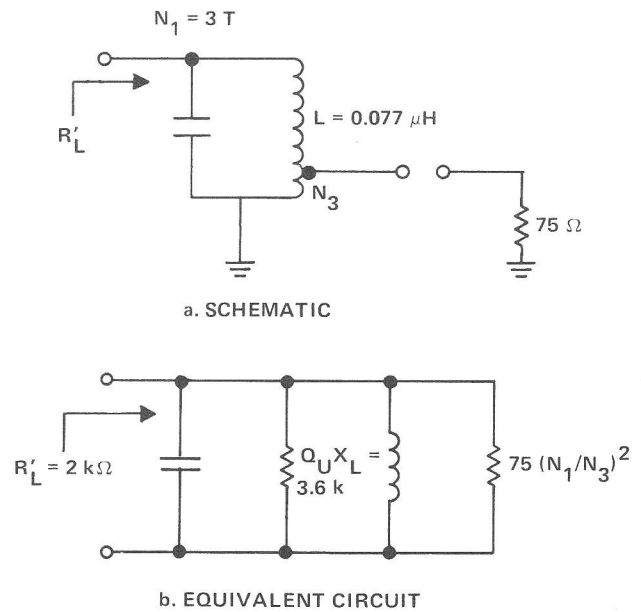 N₁ = 3 T
R′L
L = 0.077 μH
N₃
75 Ω
a. SCHEMATIC
R′L = 2 kΩ
QUXL =
3.6 k
75 (N₁/N₃)²
b. EQUIVALENT CIRCUIT